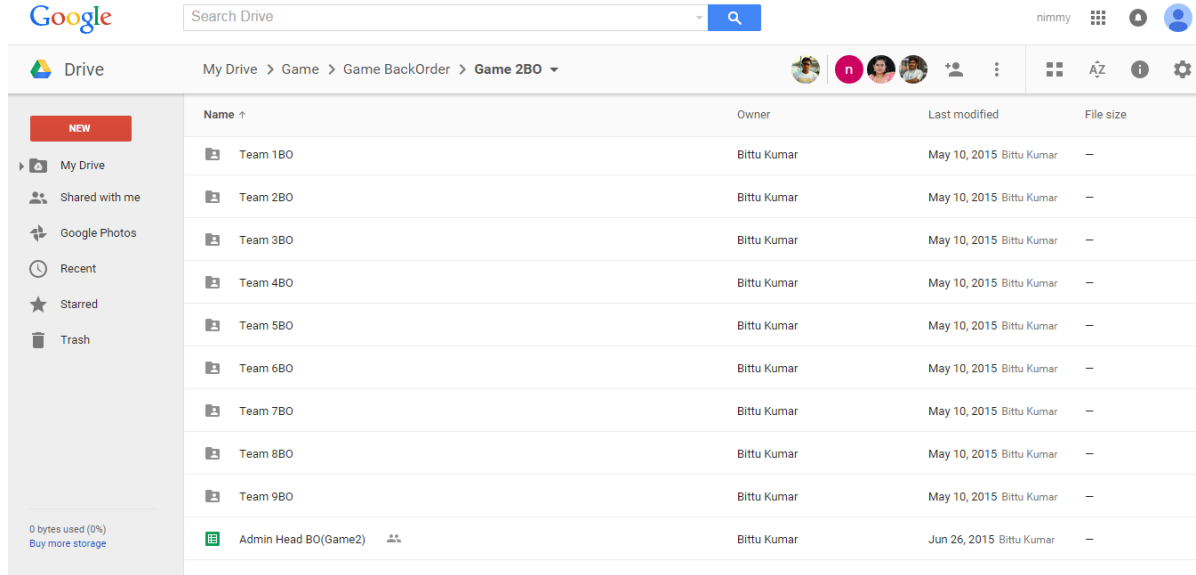 Google
Search Drive
nimmy
Drive
My Drive > Game > Game BackOrder > Game 2BO
n
AZ
Name ↑ Owner Last modified File size
NEW
My Drive
Shared with me
Google Photos
Recent
Starred
Trash
0 bytes used (0%)
Buy more storage
Team 1BO Bittu Kumar May 10, 2015 Bittu Kumar –
Team 2BO Bittu Kumar May 10, 2015 Bittu Kumar –
Team 3BO Bittu Kumar May 10, 2015 Bittu Kumar –
Team 4BO Bittu Kumar May 10, 2015 Bittu Kumar –
Team 5BO Bittu Kumar May 10, 2015 Bittu Kumar –
Team 6BO Bittu Kumar May 10, 2015 Bittu Kumar –
Team 7BO Bittu Kumar May 10, 2015 Bittu Kumar –
Team 8BO Bittu Kumar May 10, 2015 Bittu Kumar –
Team 9BO Bittu Kumar May 10, 2015 Bittu Kumar –
Admin Head BO(Game2) Bittu Kumar Jun 26, 2015 Bittu Kumar –